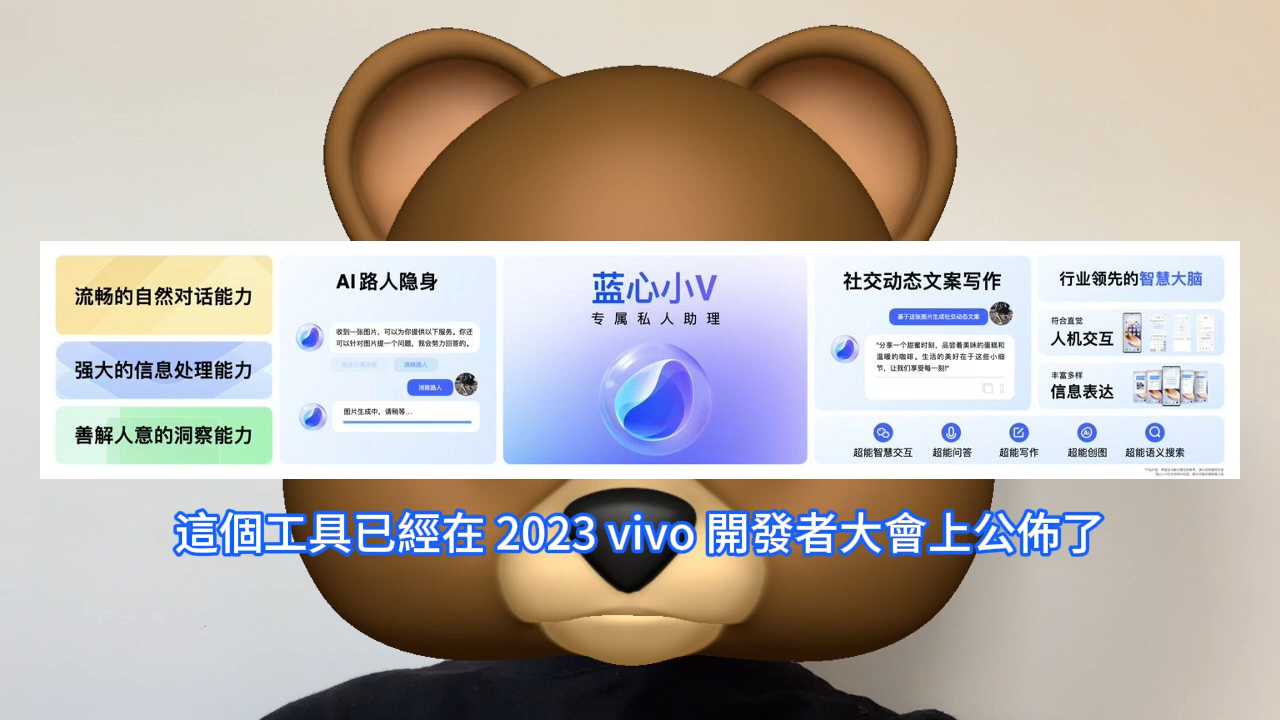 流畅的自然对话能力
强大的信息处理能力
善解人意的洞察能力
AI路人隐身
收到一张图片，可以为你提供以下服务。你还
可以针对图片提一个问题，我会努力回答的。
消除路人
消除路人
图片生成中，请稍等...
蓝心小V
专属私人助理
社交动态文案写作
基于这张图片生成社交动态文案
"分享一个甜蜜时刻，品尝着美味的蛋糕和
温暖的咖啡。生活的美好在于这些小细
节，让我们享受每一刻!"
行业领先的智慧大脑
符合直觉
人机交互
丰富多样
信息表达
超能智慧交互
超能问答
超能写作
超能创图
超能语义搜索
這個工具已經在 2023 vivo 開發者大會上公佈了